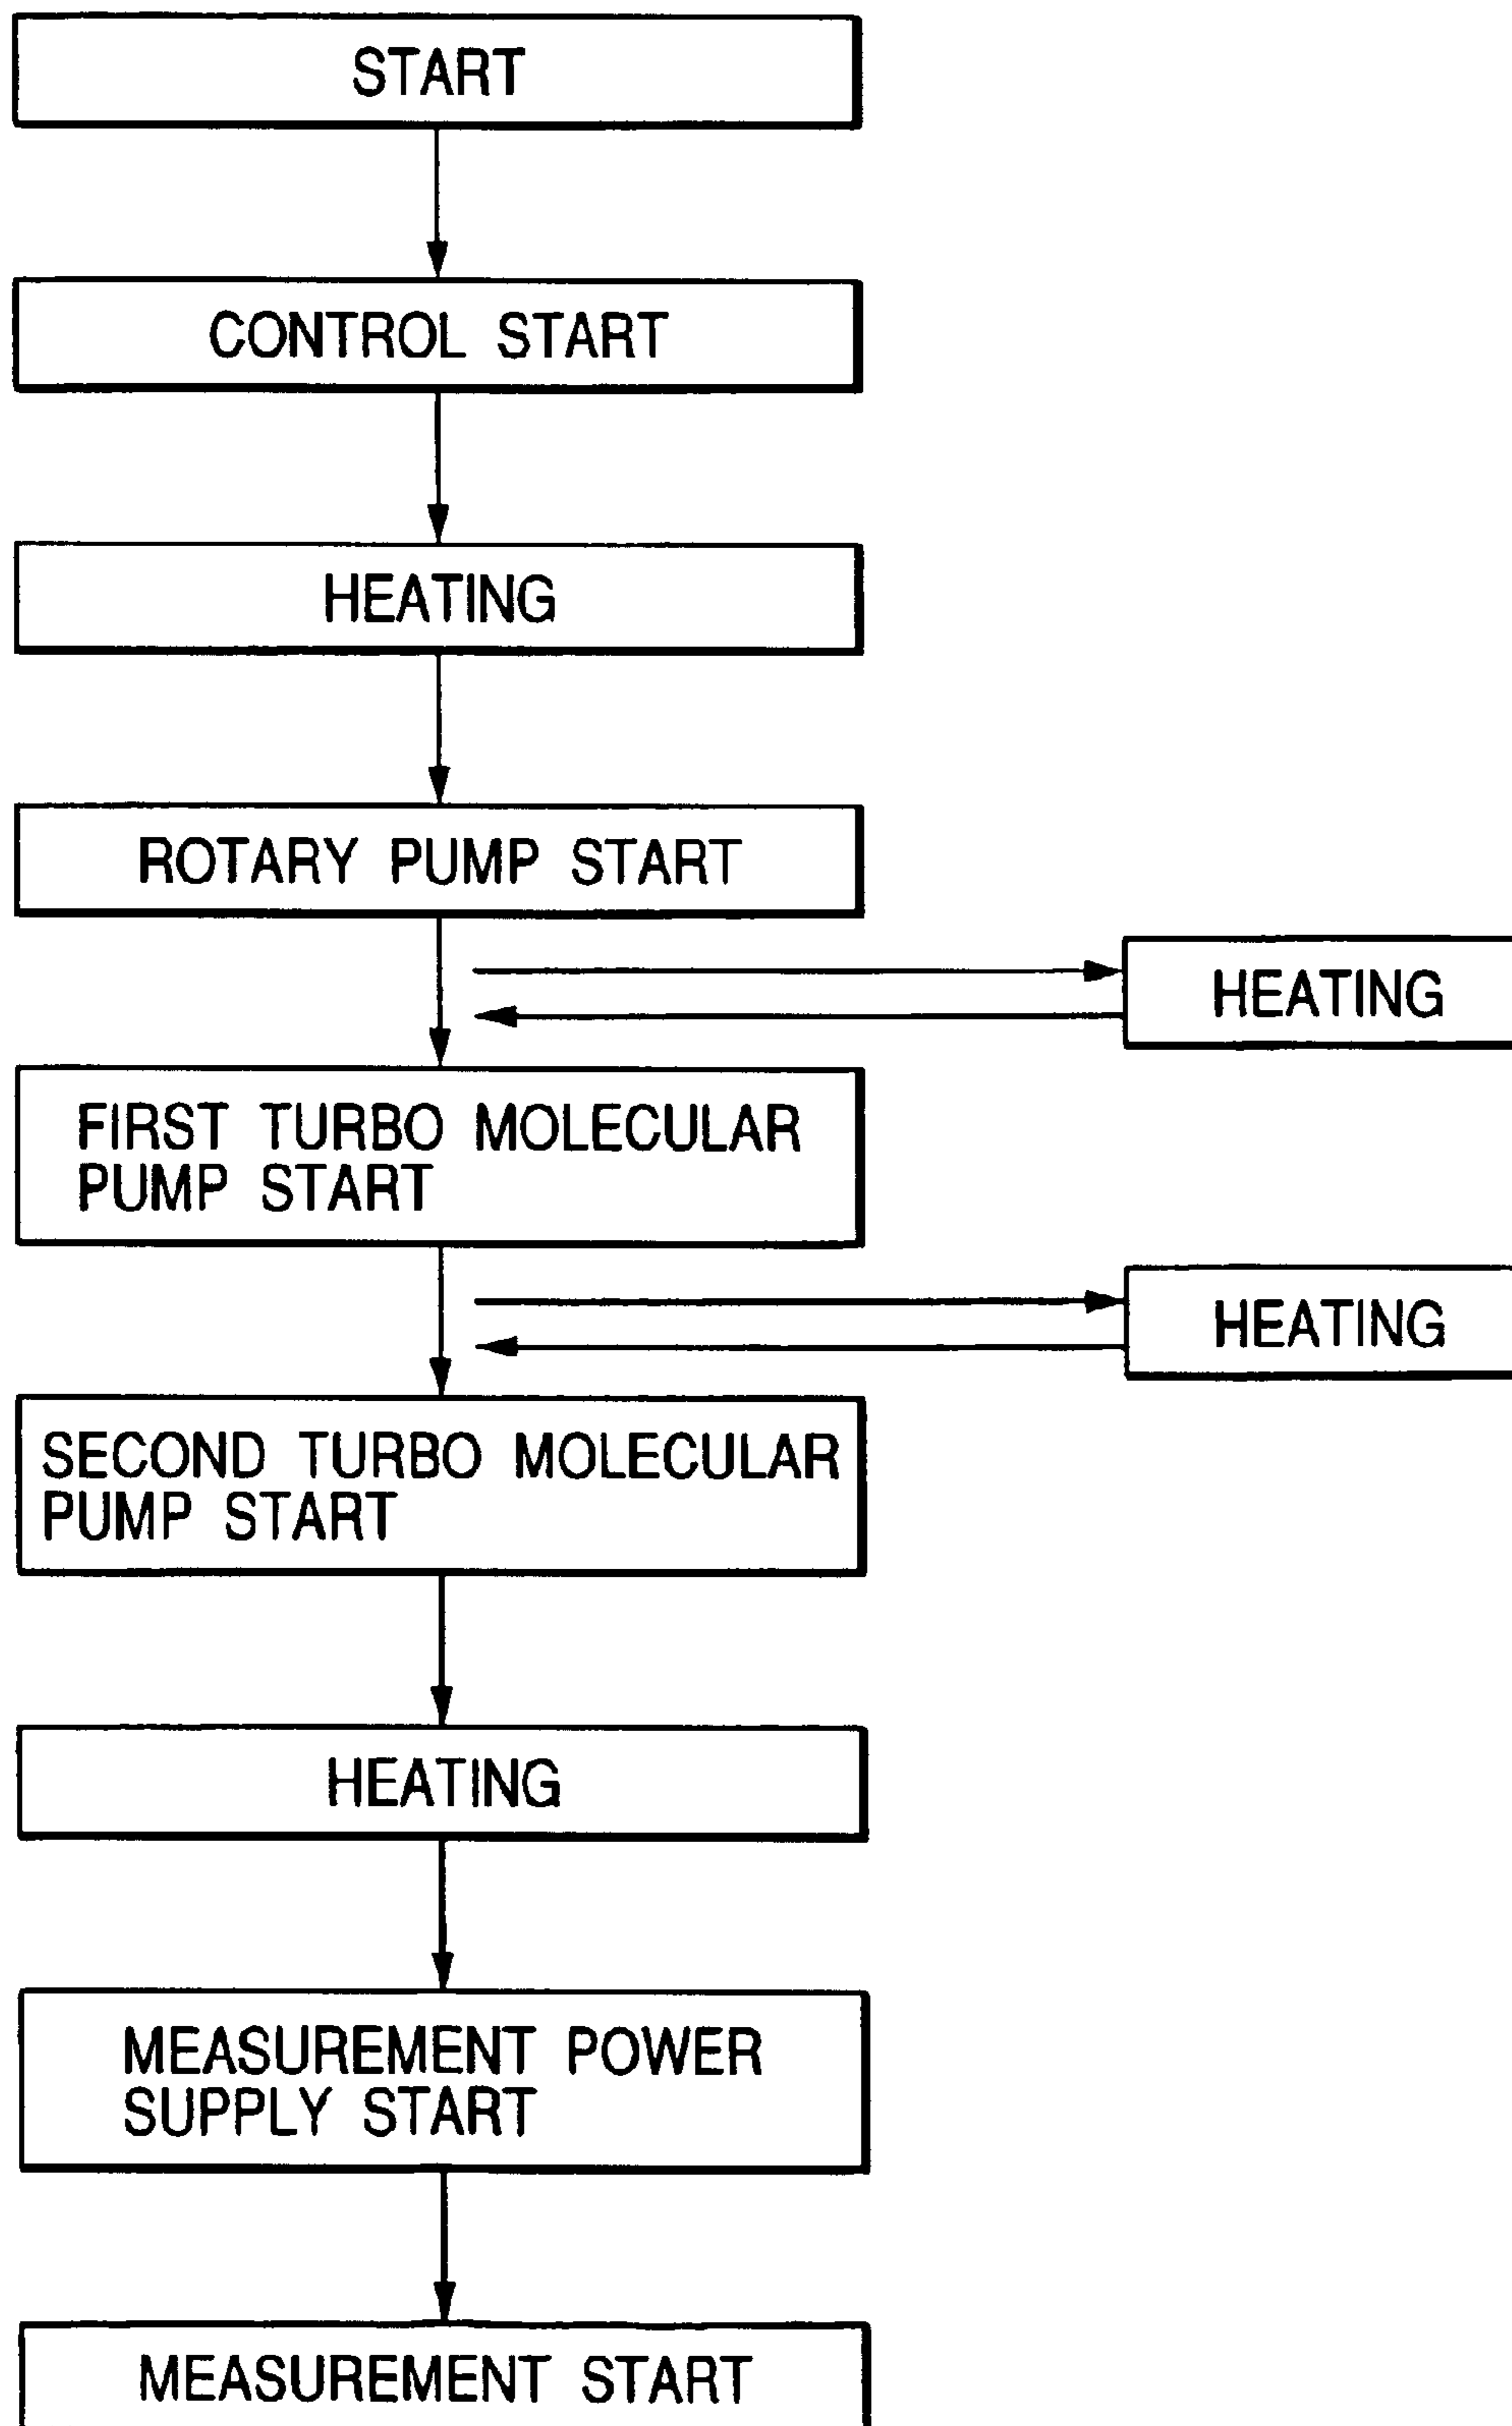 START
CONTROL START
HEATING
ROTARY PUMP START
HEATING
FIRST TURBO MOLECULAR
PUMP START
HEATING
SECOND TURBO MOLECULAR
PUMP START
HEATING
MEASUREMENT POWER
SUPPLY START
MEASUREMENT START